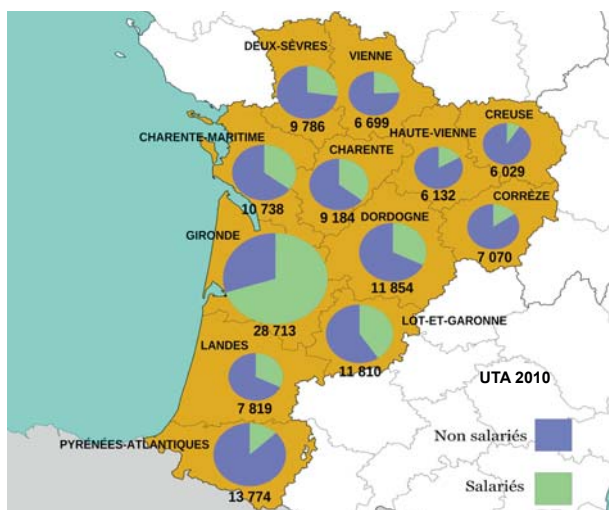 DEUX-SÈVRES
VIENNE
9 786
6 699
CREUSE
CHARENTE-MARITIME
HAUTE-VIENNE
CHARENTE
6 029
10 738
9 184
6 132
CORRÈZE
GIRONDE
DORDOGNE
7 070
11 854
28 713
LOT-ET-GARONNE
LANDES
11 810
UTA 2010
7 819
Non salariés
PYRÉNÉES-ATLANTIQUES
Salariés
13 774